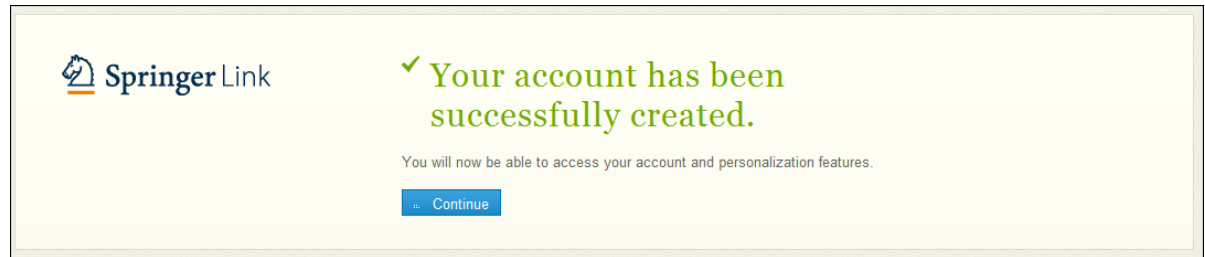 Springer Link
Your account has been
successfully created.
You will now be able to access your account and personalization features.
Continue